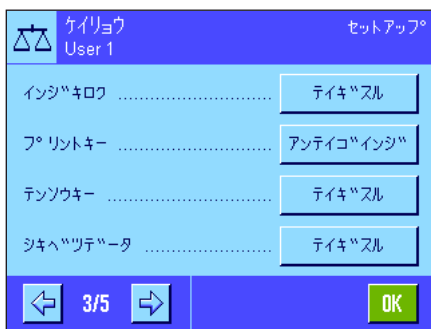 ケイリョウ セットアップ
User 1
インジキロク ........................ テイギスル
プリントキー ........................ アンテイゴインジ
テンソウキー ........................ テイギスル
シキベツデータ ........................ テイギスル
3/5 OK